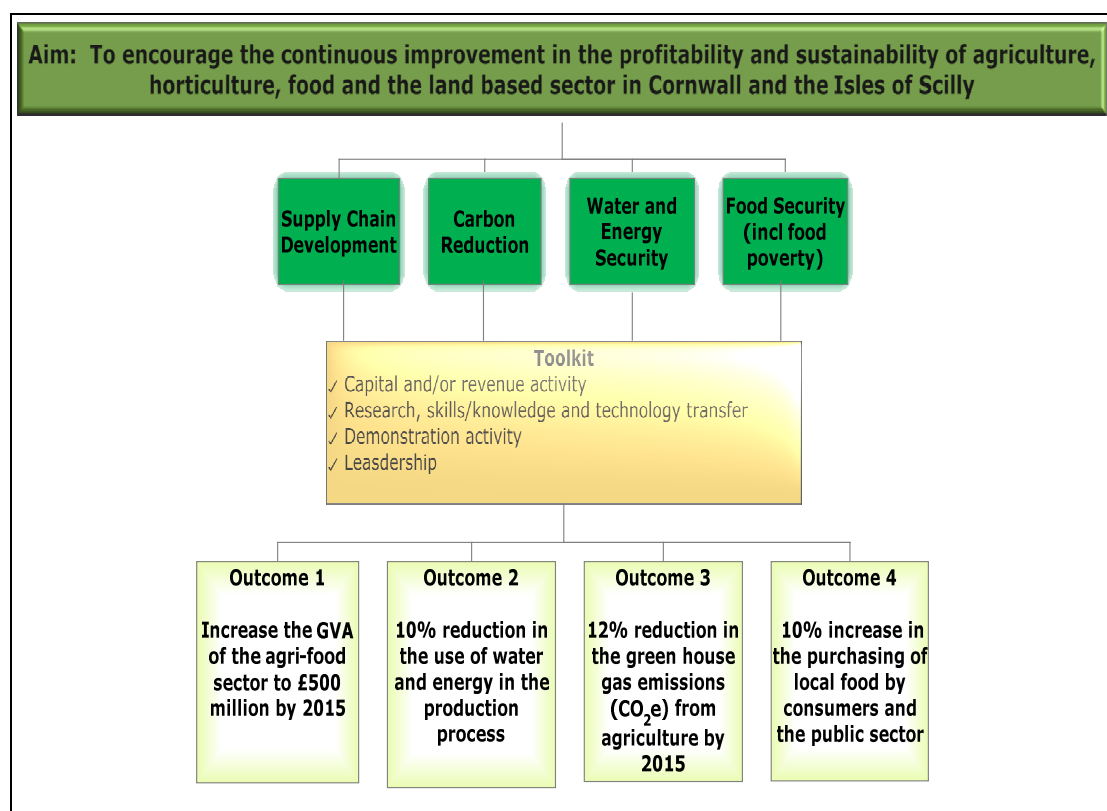 Aim:  To encourage the continuous improvement in the profitability and sustainability of agriculture,
horticulture, food and the land based sector in Cornwall and the Isles of Scilly
Supply Chain
Development
Carbon
Reduction
Water and
Energy
Security
Food Security
(incl food
poverty)
Toolkit
✓ Capital and/or revenue activity
✓ Research, skills/knowledge and technology transfer
✓ Demonstration activity
✓ Leasdership
Outcome 1
Increase the GVA
of the agri-food
sector to £500
million by 2015
Outcome 2
10% reduction in
the use of water
and energy in the
production
process
Outcome 3
12% reduction in
the green house
gas emissions
(CO₂e) from
agriculture by
2015
Outcome 4
10% increase in
the purchasing of
local food by
consumers and
the public sector